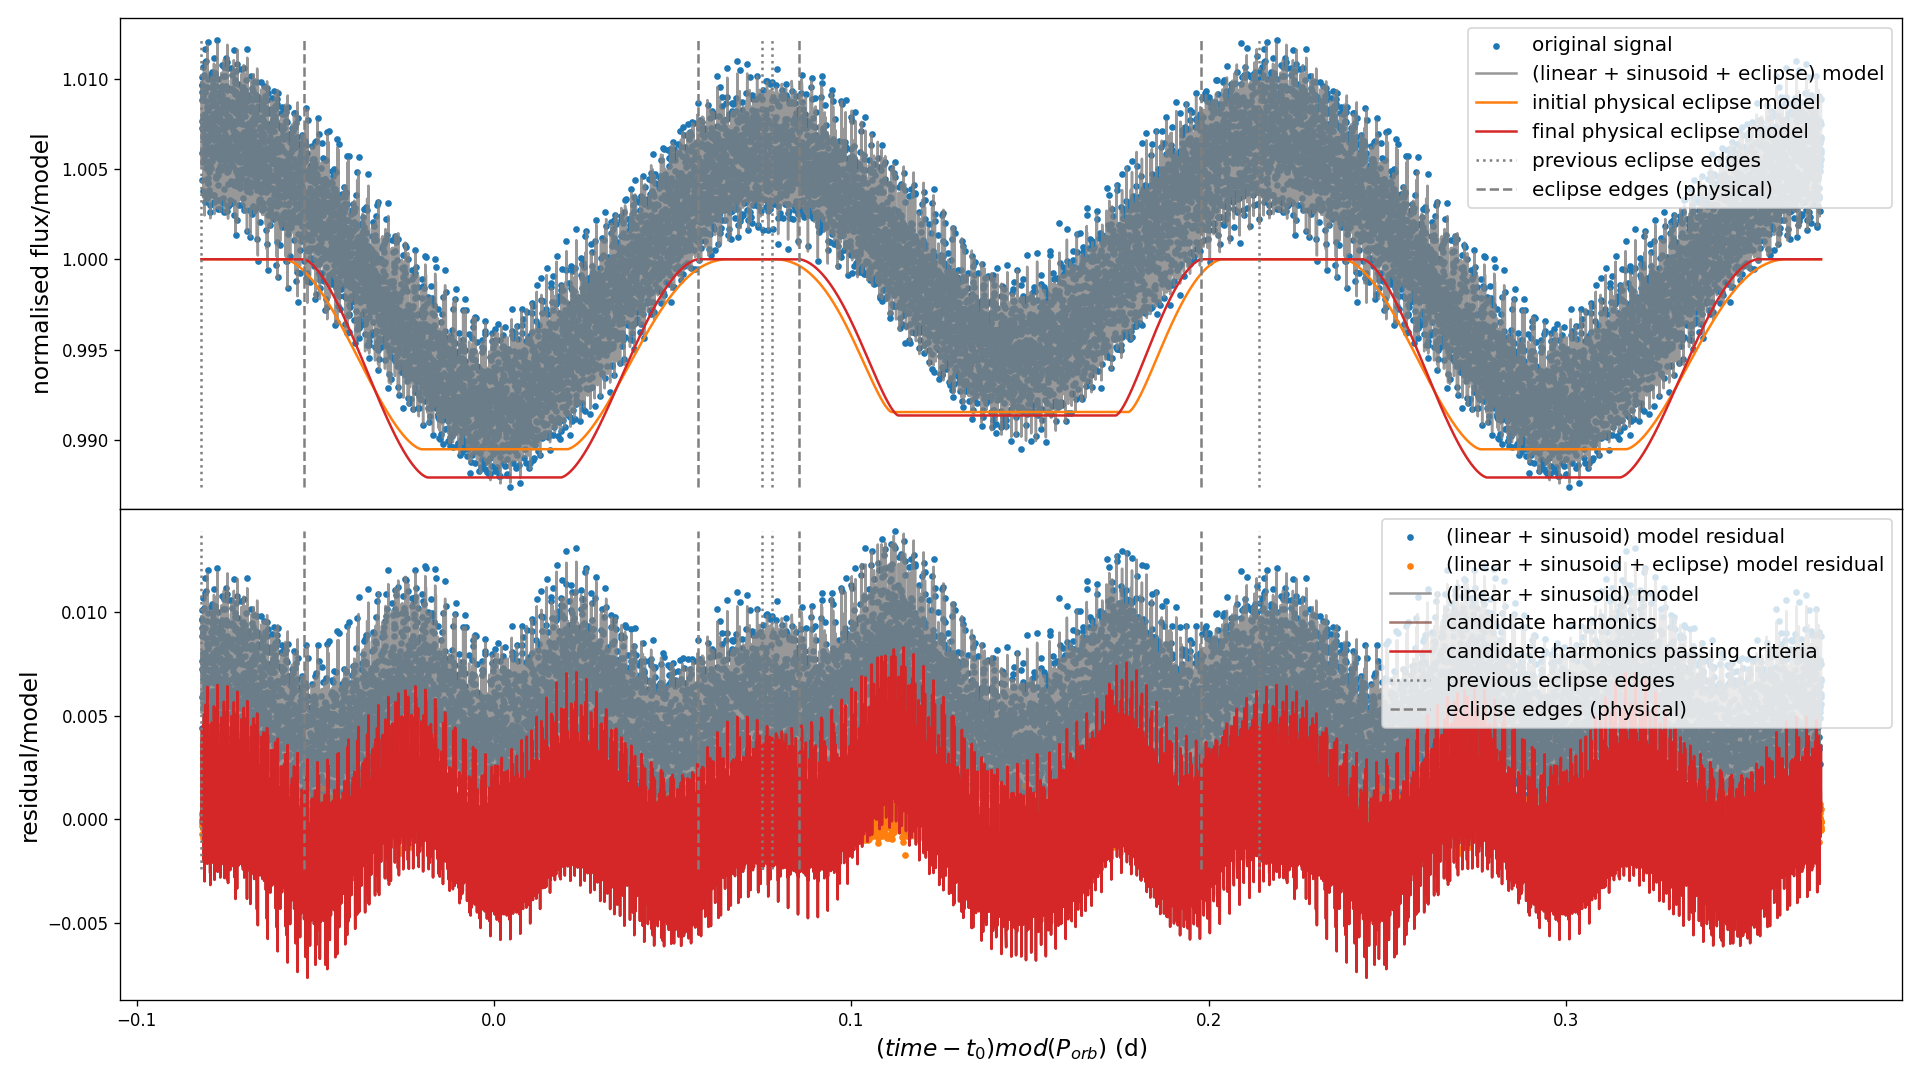 1.010
1.005
1.000
0.995
0.990
normalised flux/model
original signal
(linear + sinusoid + eclipse) model
initial physical eclipse model
final physical eclipse model
previous eclipse edges
eclipse edges (physical)
0.010
0.005
0.000
−0.005
residual/model
(linear + sinusoid) model residual
(linear + sinusoid + eclipse) model residual
(linear + sinusoid) model
candidate harmonics
candidate harmonics passing criteria
previous eclipse edges
eclipse edges (physical)
−0.1 0.0 0.1 0.2 0.3
(time − t₀)mod(P_orb) (d)